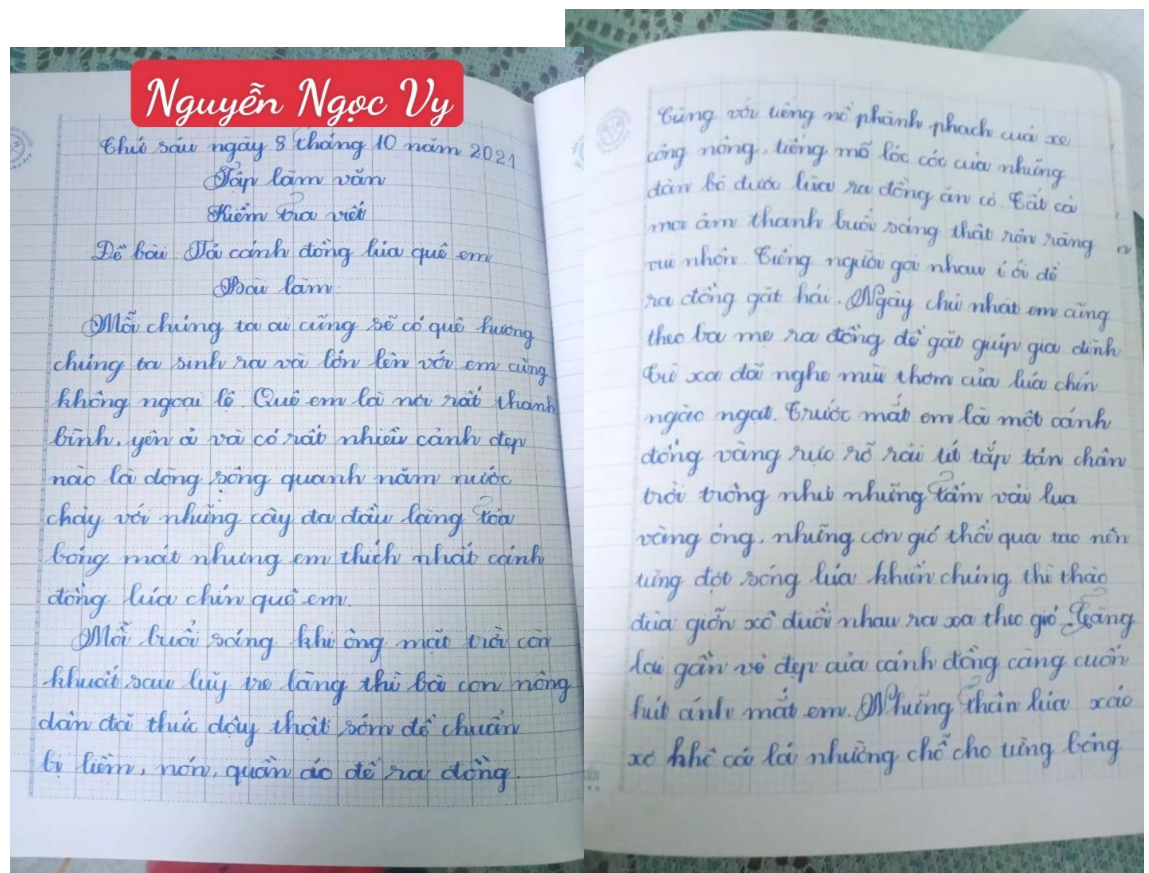 Nguyễn Ngọc Vy
Thứ sáu ngày 8 tháng 10 năm 2021
Tập làm văn
Kiểm tra viết
Đề bài: Tả cánh đồng lúa quê em
Bài làm
Mỗi chúng ta ai cũng sẽ có quê hương
chúng ta sinh ra và lớn lên với em cũng
không ngoại lệ. Quê em là nơi rất thanh
bình, yên ả và có rất nhiều cảnh đẹp
nào là dòng sông quanh năm nước
chảy với những cây đa đầu làng tỏa
bóng mát nhưng em thích nhất cánh
đồng lúa chín quê em.
Mỗi buổi sáng khi ông mặt trời còn
khuất sau luỹ tre làng thì bà con nông
dân đã thức dậy thật sớm để chuẩn
bị liềm, nón, quần áo để ra đồng.
Cùng với tiếng nổ phành phạch của xe
công nông, tiếng mõ lóc cóc của những
đàn bò dưới lúa ra đồng ăn cỏ. Tất cả
mọi âm thanh buổi sáng thật rộn ràng
vui nhộn. Tiếng người gọi nhau í ới để
ra đồng gặt hái. Ngày chủ nhật em cũng
theo ba mẹ ra đồng để gặt giúp gia đình
Từ xa đã nghe mùi thơm của lúa chín
ngào ngạt. Trước mắt em là một cánh
đồng vàng rực rỡ rải tít tắp tán chân
trời trông như những tấm vải lụa
vàng óng, những cơn gió thổi qua tạo nên
từng đợt sóng lúa khiến chúng thì thào
đùa giỡn xô đuổi nhau ra xa theo gió. Càng
lại gần vẻ đẹp của cánh đồng càng cuốn
hút ánh mắt em. Những thân lúa xác
xơ khô cả lá nhường chỗ cho từng bông